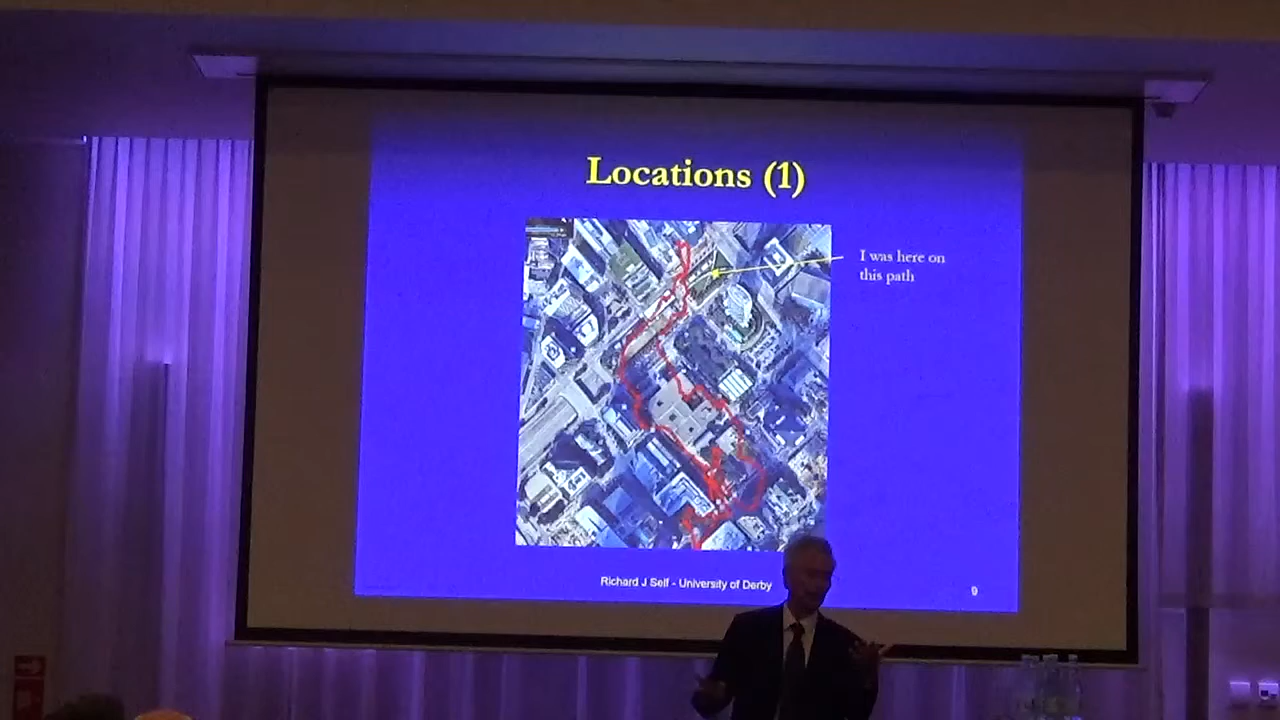 Locations (1)
I was here on
this path
Richard J Self - University of Derby
9